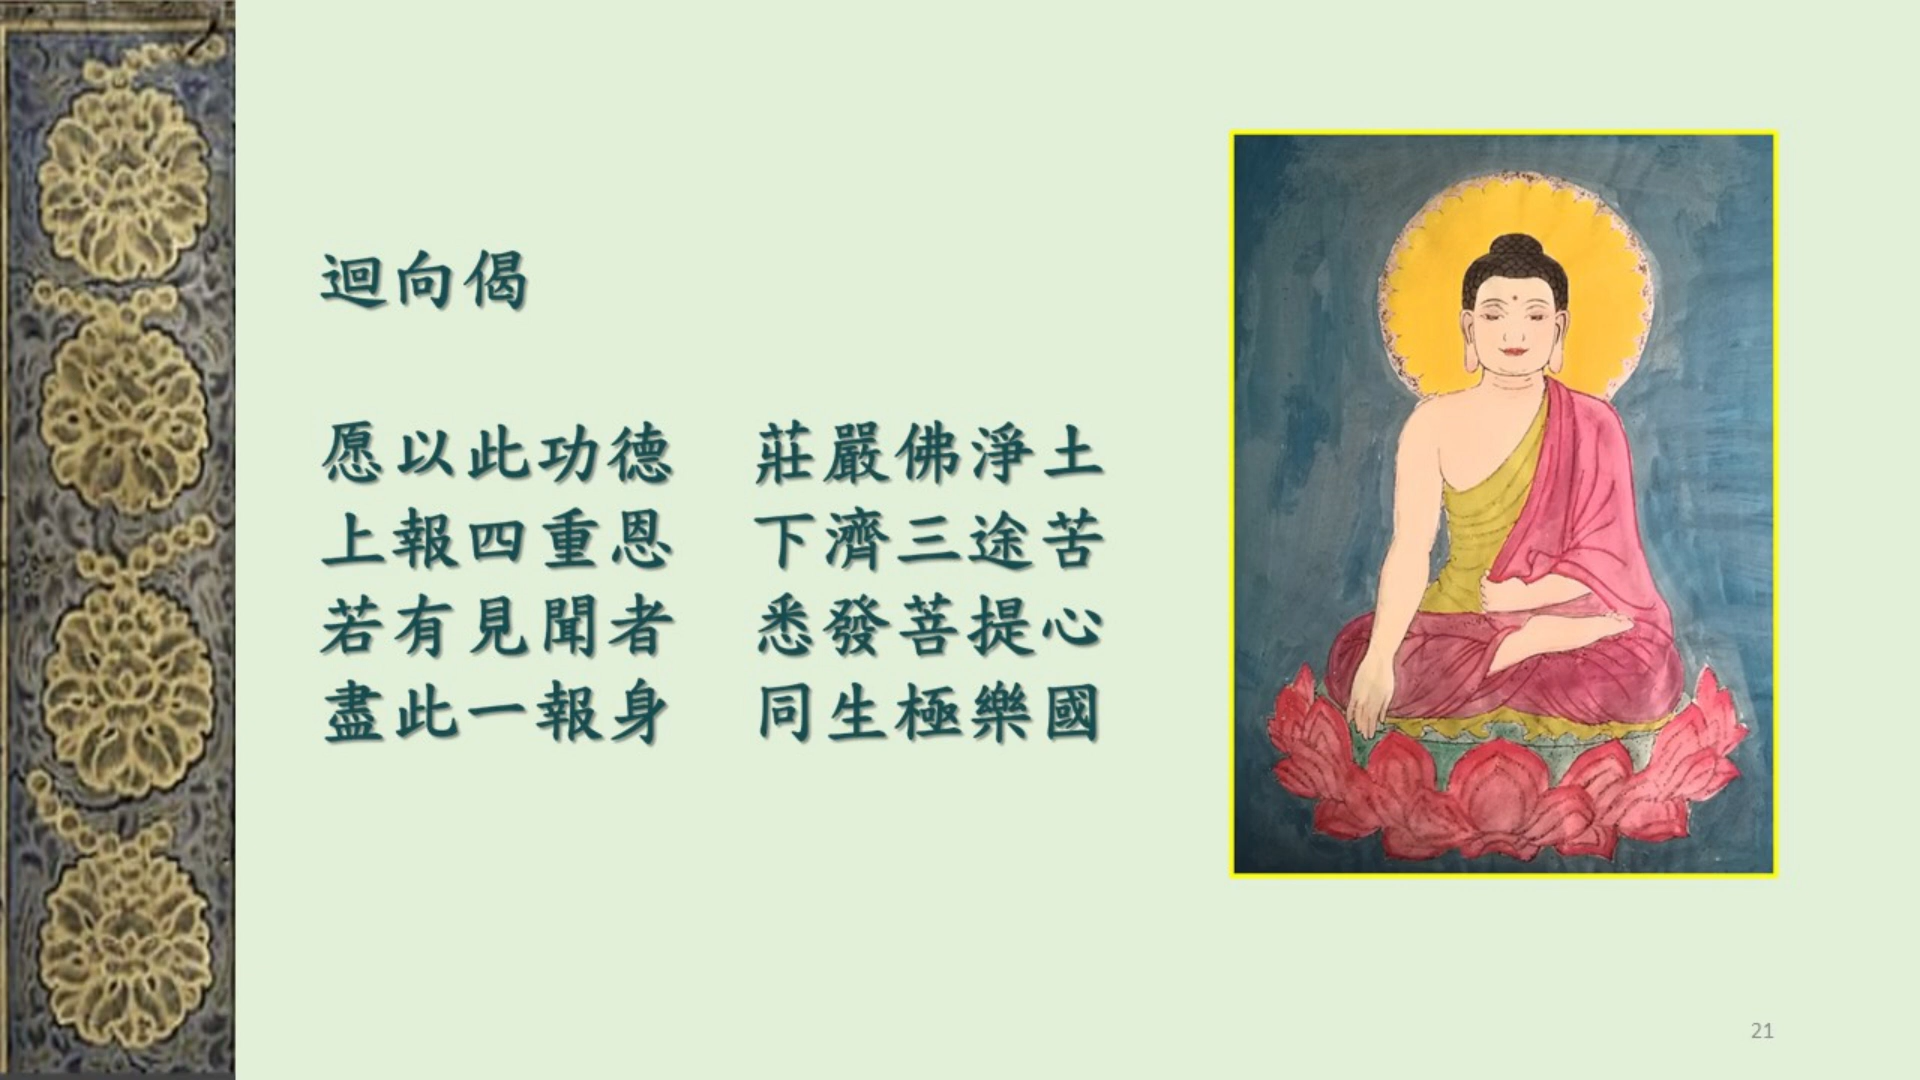 迴向偈
愿以此功德　莊嚴佛淨土
上報四重恩　下濟三途苦
若有見聞者　悉發菩提心
盡此一報身　同生極樂國
21